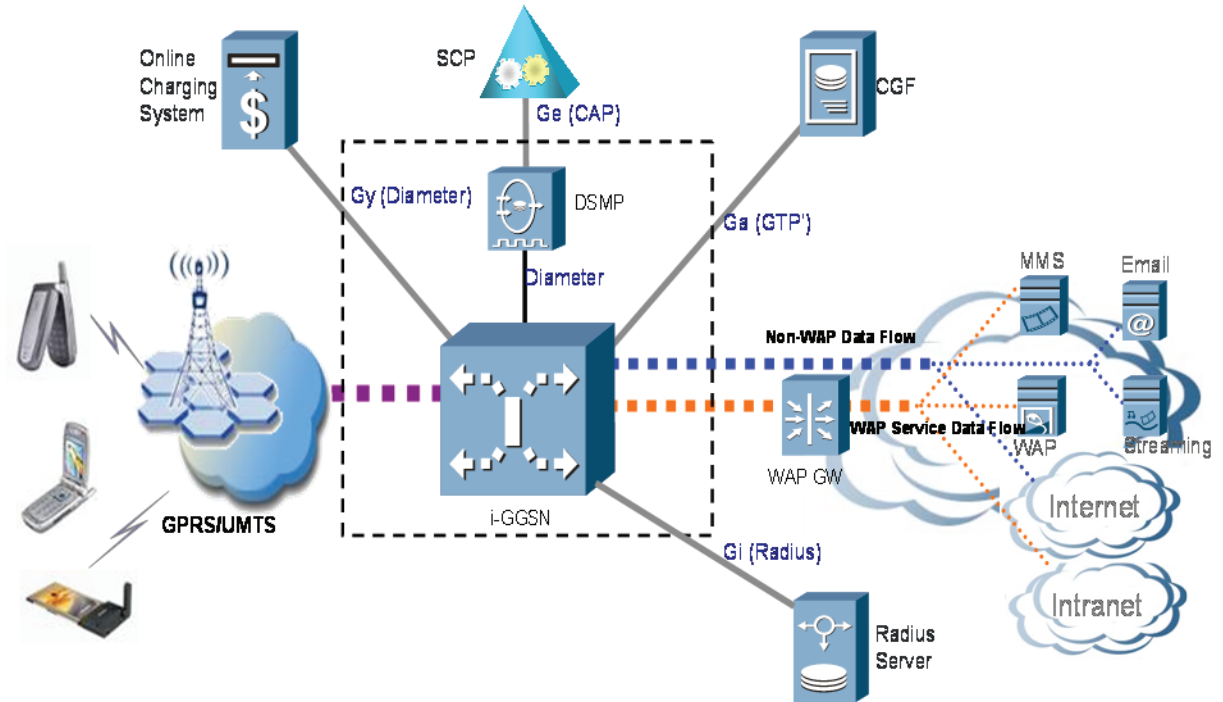 Online
Charging
System
$
SCP
CGF
Ge (CAP)
Gy (Diameter)
DSMP
Ga (GTP')
Diameter
MMS
Email
@
Non-WAP Data Flow
WAP Service Data Flow
WAP
Streaming
WAP GW
GPRS/UMTS
i-GGSN
Internet
Gi (Radius)
Intranet
Radius
Server